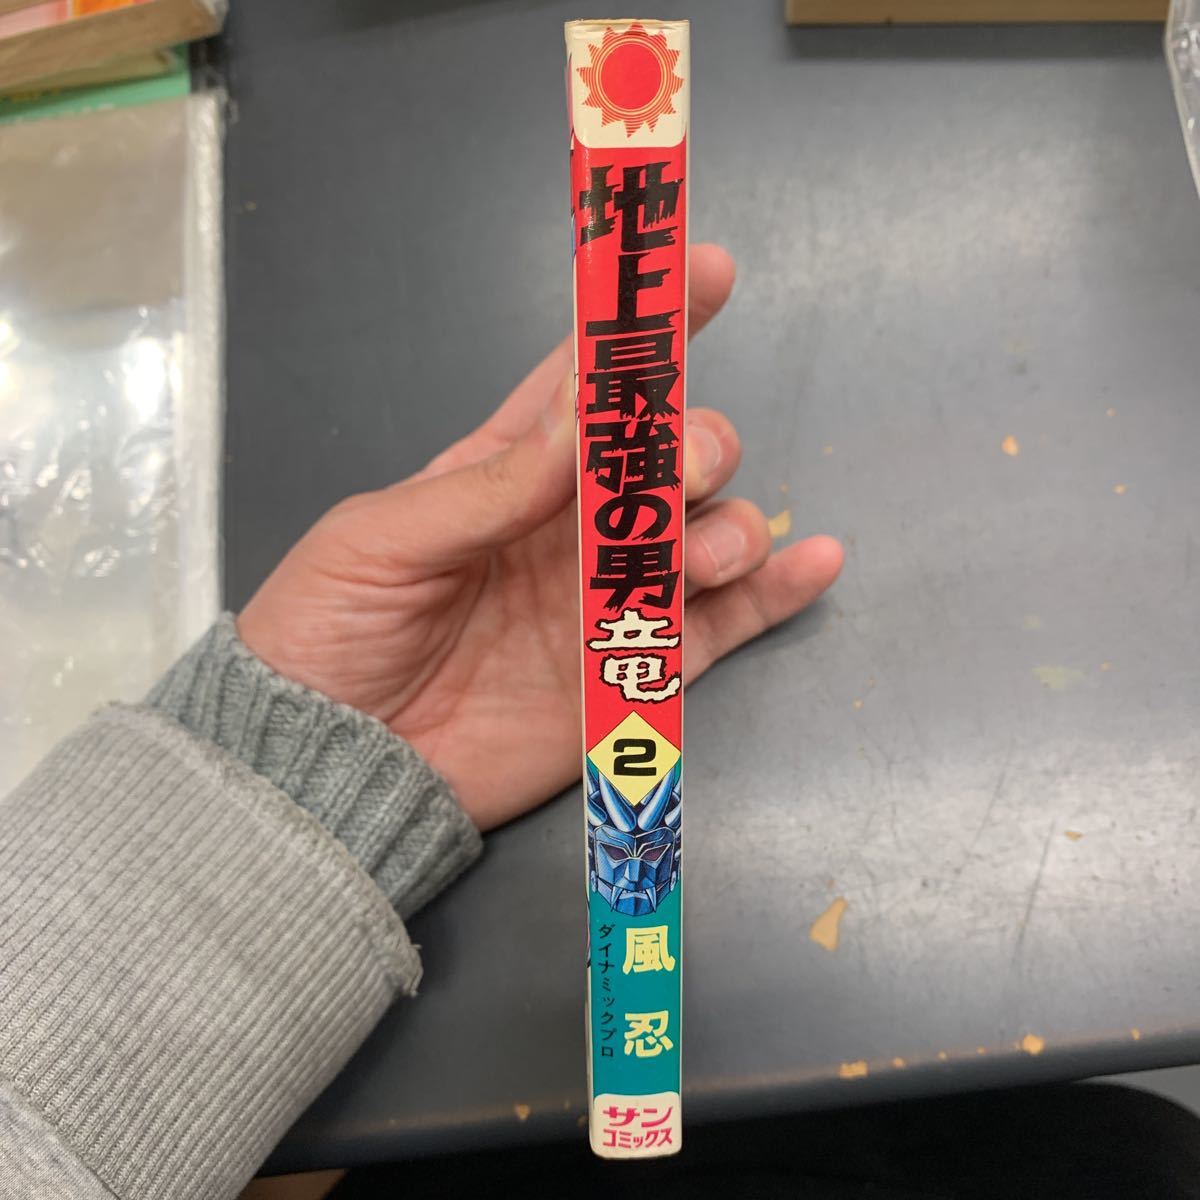 地上最強の男
竜
2
風忍
ダイナミックプロ
サン
コミックス